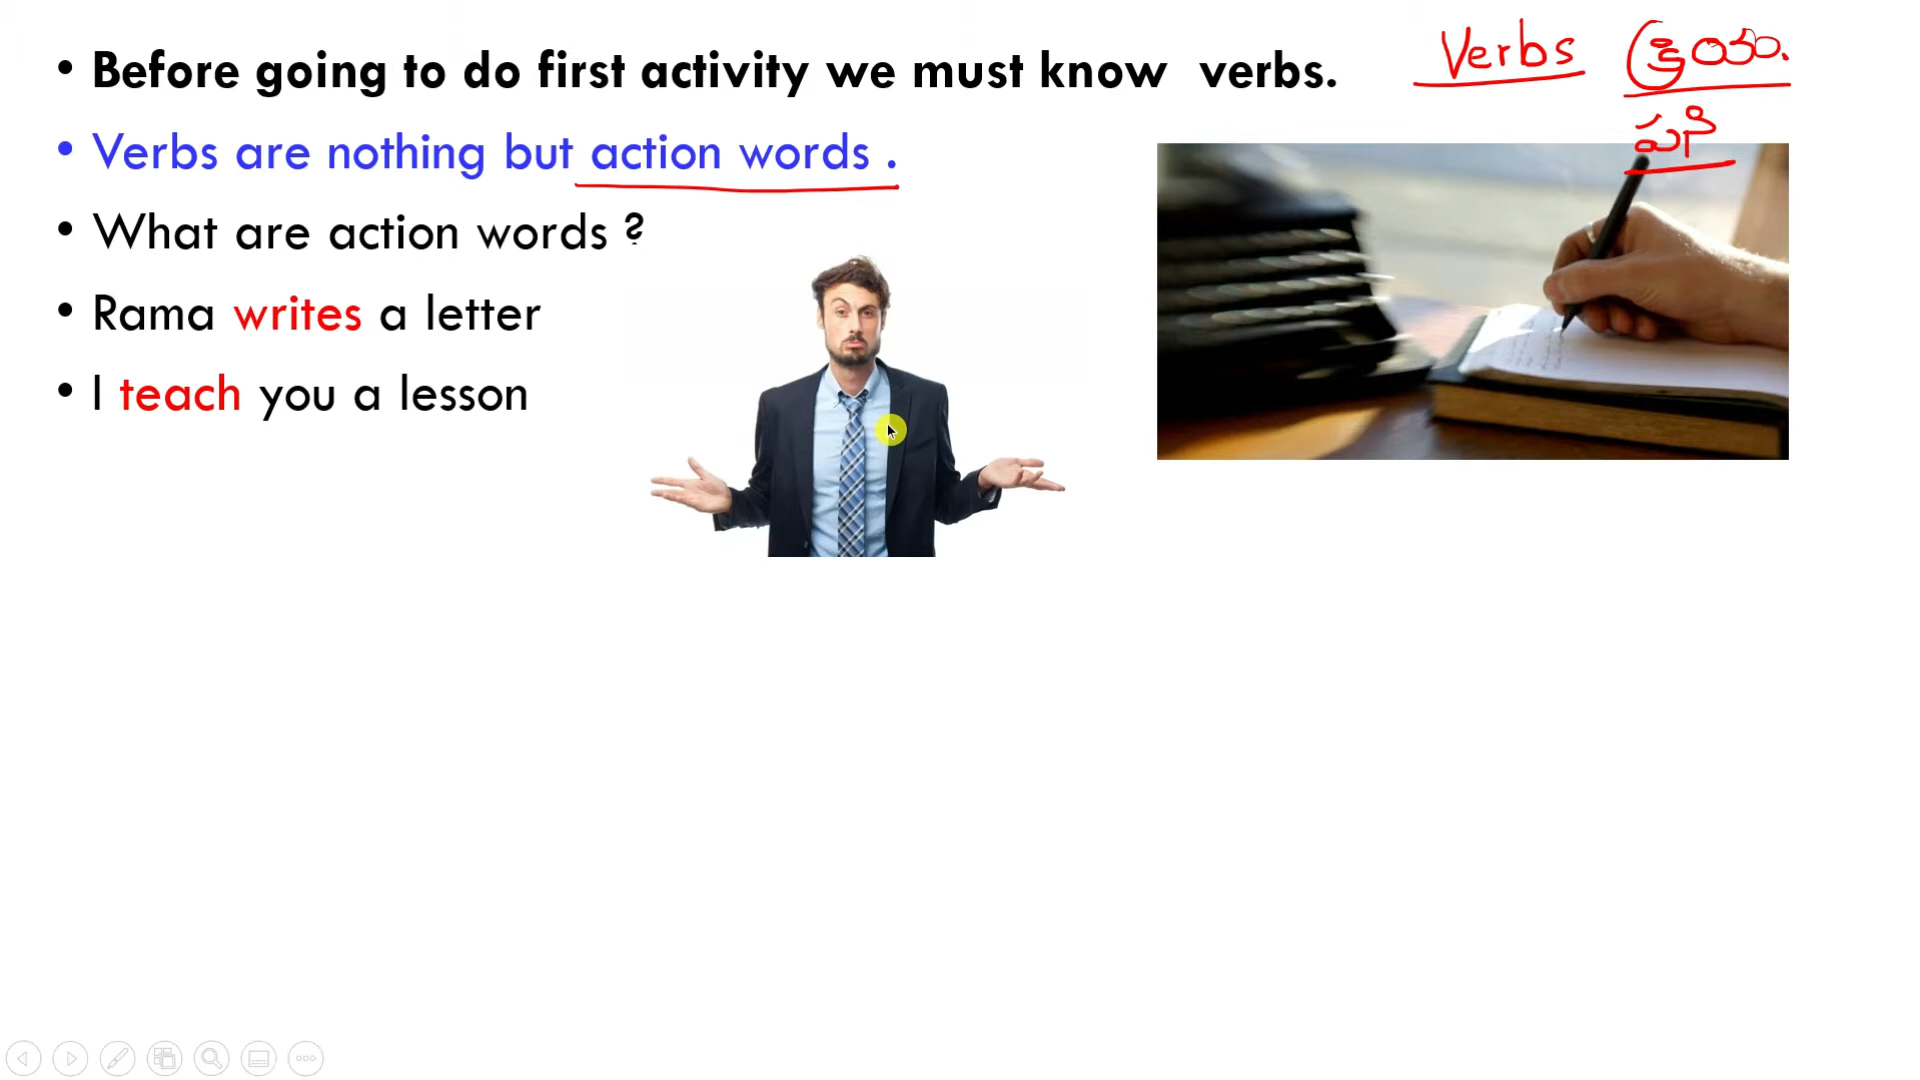 • Before going to do first activity we must know verbs.
• Verbs are nothing but action words .
• What are action words ?
• Rama writes a letter
• I teach you a lesson
Verbs క్రియ.
పని